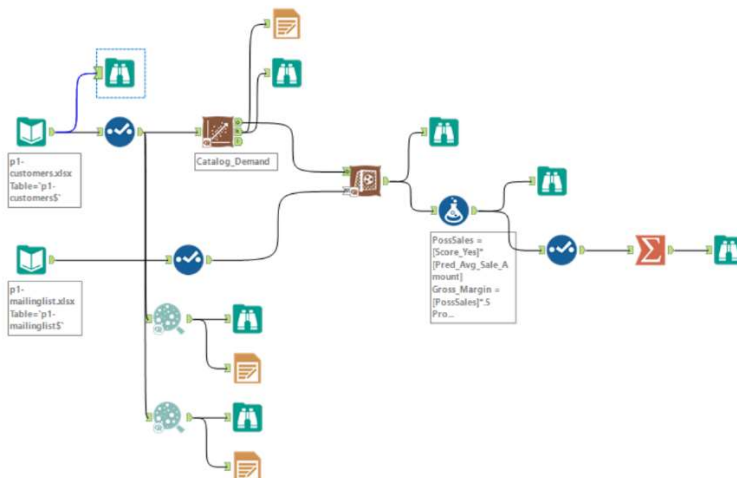 p1-
customers.xlsx
Table=`p1-
customers$`
Catalog_Demand
p1-
mailinglist.xlsx
Table=`p1-
mailinglist$`
PossSales =
[Score_Yes]*
[Pred_Avg_Sale_A
mount]
Gross_Margin =
[PossSales]*.5
Pro...